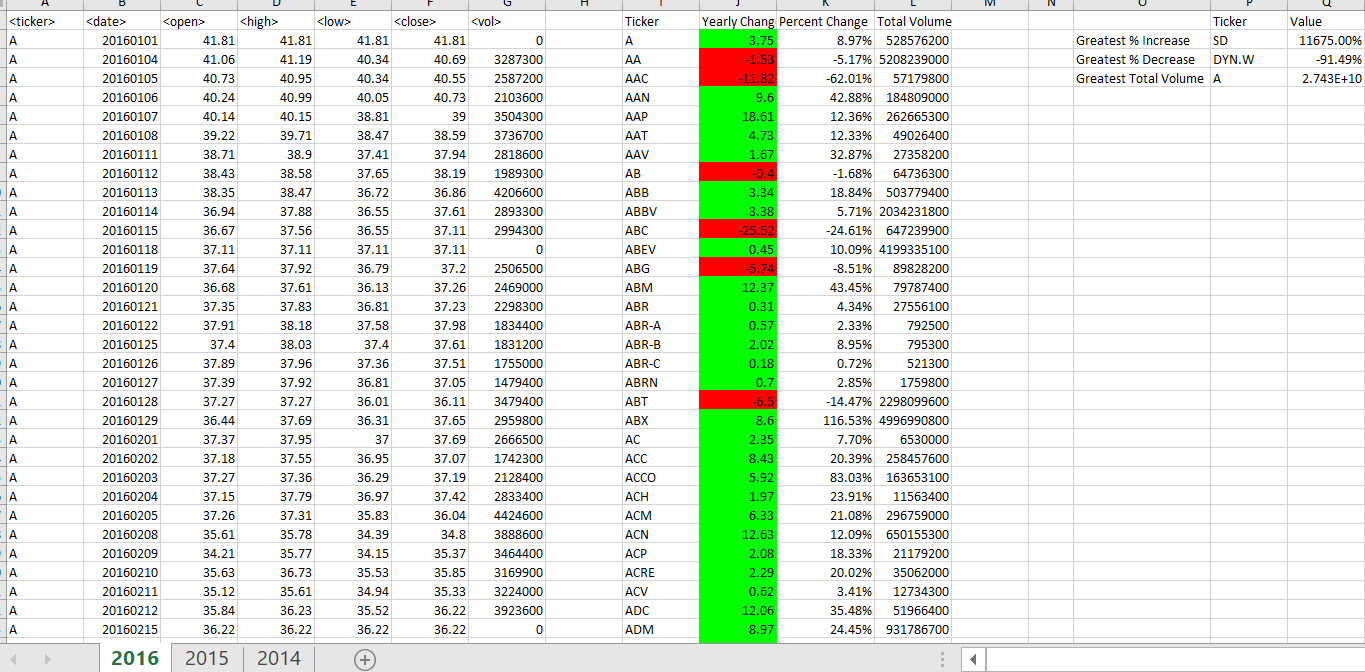 A B C D E F G H I J K L M N O P Q
<ticker> <date> <open> <high> <low> <close> <vol> Ticker Yearly Chang Percent Change Total Volume Ticker Value
A 20160101 41.81 41.81 41.81 41.81 0 A 3.75 8.97% 528576200 Greatest % Increase SD 11675.00%
A 20160104 41.06 41.19 40.34 40.69 3287300 AA -1.53 -5.17% 5208239000 Greatest % Decrease DYN.W -91.49%
A 20160105 40.73 40.95 40.34 40.55 2587200 AAC -11.82 -62.01% 57179800 Greatest Total Volume A 2.743E+10
A 20160106 40.24 40.99 40.05 40.73 2103600 AAN 9.6 42.88% 184809000
A 20160107 40.14 40.15 38.81 39 3504300 AAP 18.61 12.36% 262665300
A 20160108 39.22 39.71 38.47 38.59 3736700 AAT 4.73 12.33% 49026400
A 20160111 38.71 38.9 37.41 37.94 2818600 AAV 1.67 32.87% 27358200
A 20160112 38.43 38.58 37.65 38.19 1989300 AB -0.4 -1.68% 64736300
A 20160113 38.35 38.47 36.72 36.86 4206600 ABB 3.34 18.84% 503779400
A 20160114 36.94 37.88 36.55 37.61 2893300 ABBV 3.38 5.71% 2034231800
A 20160115 36.67 37.56 36.55 37.11 2994300 ABC -25.52 -24.61% 647239900
A 20160118 37.11 37.11 37.11 37.11 0 ABEV 0.45 10.09% 4199335100
A 20160119 37.64 37.92 36.79 37.2 2506500 ABG -5.74 -8.51% 89828200
A 20160120 36.68 37.61 36.13 37.26 2469000 ABM 12.37 43.45% 79787400
A 20160121 37.35 37.83 36.81 37.23 2298300 ABR 0.31 4.34% 27556100
A 20160122 37.91 38.18 37.58 37.98 1834400 ABR-A 0.57 2.33% 792500
A 20160125 37.4 38.03 37.4 37.61 1831200 ABR-B 2.02 8.95% 795300
A 20160126 37.89 37.96 37.36 37.51 1755000 ABR-C 0.18 0.72% 521300
A 20160127 37.39 37.92 36.81 37.05 1479400 ABRN 0.7 2.85% 1759800
A 20160128 37.27 37.27 36.01 36.11 3479400 ABT -6.5 -14.47% 2298099600
A 20160129 36.44 37.69 36.31 37.65 2959800 ABX 8.6 116.53% 4996990800
A 20160201 37.37 37.95 37 37.69 2666500 AC 2.35 7.70% 6530000
A 20160202 37.18 37.55 36.95 37.07 1742300 ACC 8.43 20.39% 258457600
A 20160203 37.27 37.36 36.29 37.19 2128400 ACCO 5.92 83.03% 163653100
A 20160204 37.15 37.79 36.97 37.42 2833400 ACH 1.97 23.91% 11563400
A 20160205 37.26 37.31 35.83 36.04 4424600 ACM 6.33 21.08% 296759000
A 20160208 35.61 35.78 34.39 34.8 3888600 ACN 12.63 12.09% 650155300
A 20160209 34.21 35.77 34.15 35.37 3464400 ACP 2.08 18.33% 21179200
A 20160210 35.63 36.73 35.53 35.85 3169900 ACRE 2.29 20.02% 35062000
A 20160211 35.12 35.61 34.94 35.33 3224000 ACV 0.62 3.41% 12734300
A 20160212 35.84 36.23 35.52 36.22 3923600 ADC 12.06 35.48% 51966400
A 20160215 36.22 36.22 36.22 36.22 0 ADM 8.97 24.45% 931786700
2016 2015 2014